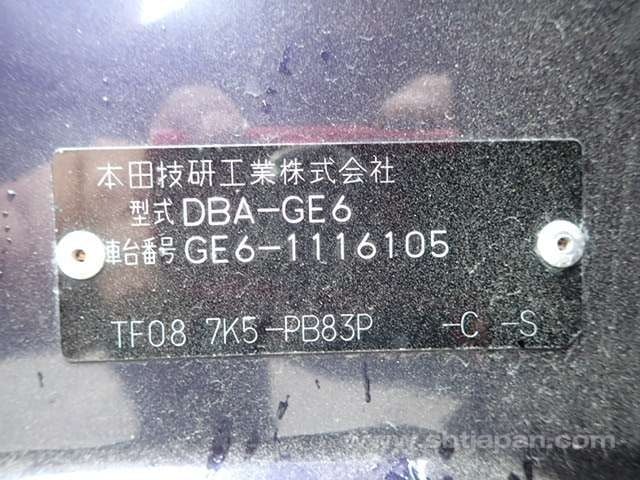 本田技研工業株式会社
型式 DBA-GE6
車台番号 GE6-1116105
TF08 7K5-PB83P -C -S
www.shtjapan.com